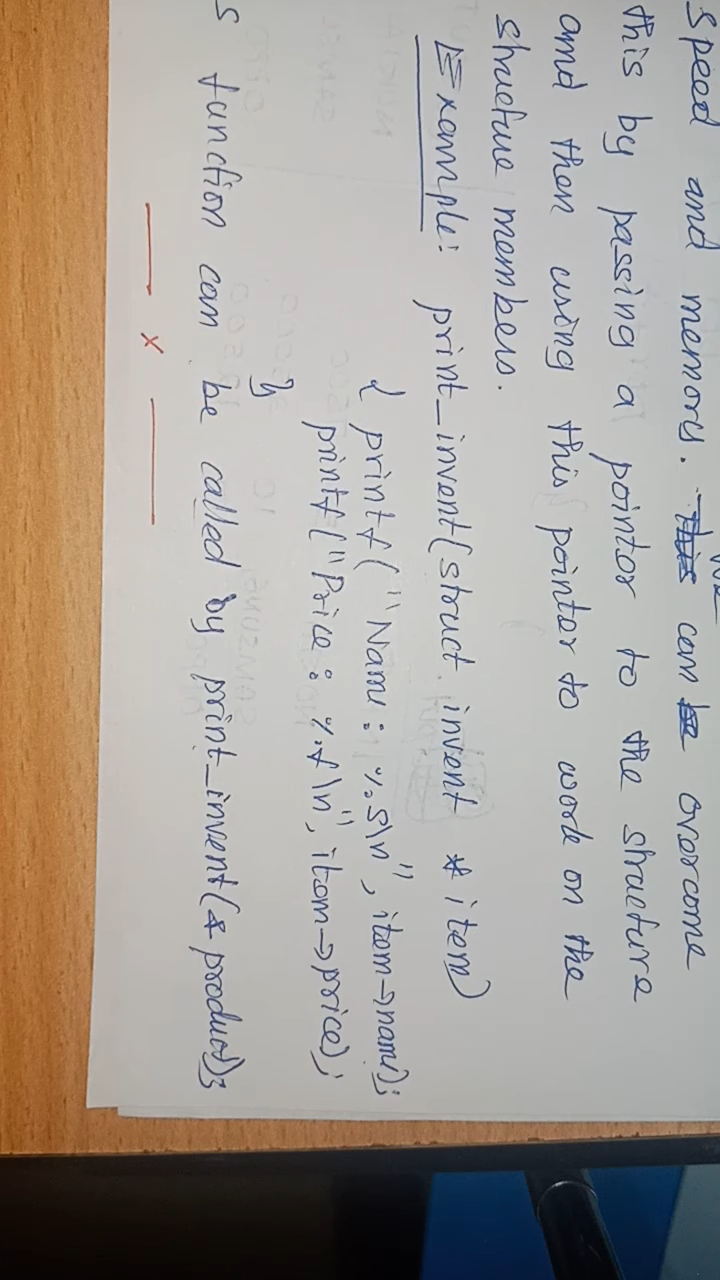 speed and memory. This We can be overcome
this by passing a pointor to the structure
and then using this pointer to work on the
structure members.
Example: print_invent(struct invent *item)
{ printf("Name: %s\n", item->name);
printf("Price: %f\n", item->price);
}
s function can be called by print_invent(&product);
x